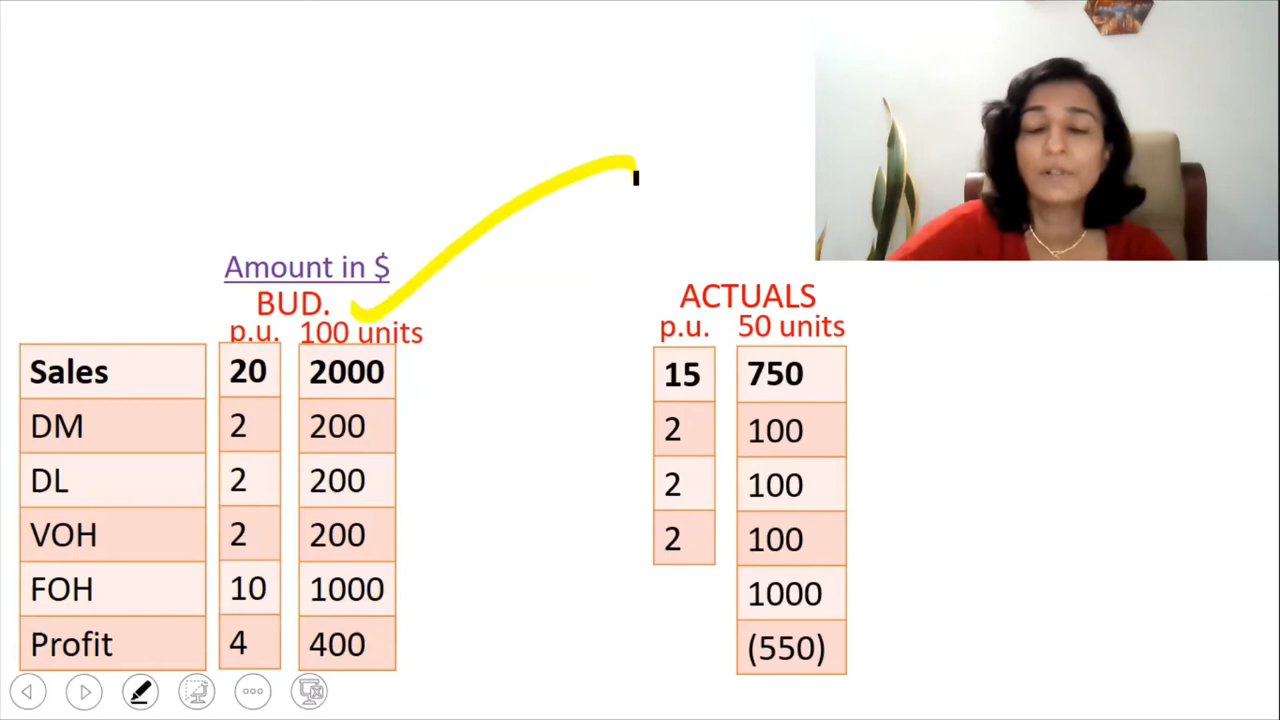 Amount in $
BUD.
p.u. 100 units
Sales 20 2000
DM 2 200
DL 2 200
VOH 2 200
FOH 10 1000
Profit 4 400
ACTUALS
p.u. 50 units
15 750
2 100
2 100
2 100
1000
(550)